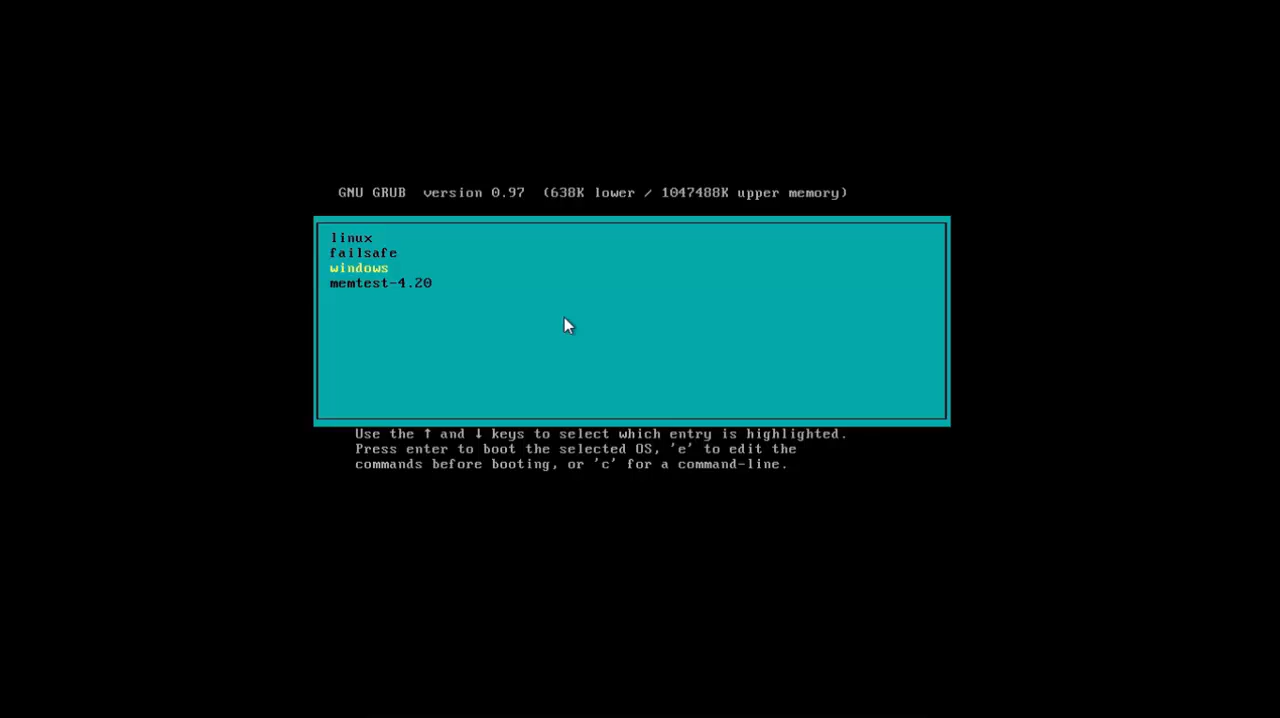 GNU GRUB  version 0.97  (638K lower / 1047488K upper memory)
linux
failsafe
windows
memtest-4.20
Use the ↑ and ↓ keys to select which entry is highlighted.
Press enter to boot the selected OS, 'e' to edit the
commands before booting, or 'c' for a command-line.